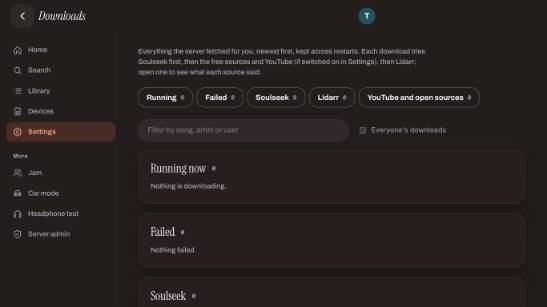 Downloads
T
Home
Search
Library
Devices
Settings
More
Jam
Car mode
Headphone test
Server admin
Everything the server fetched for you, newest first, kept across restarts. Each download tries
Soulseek first, then the free sources and YouTube (if switched on in Settings), then Lidarr;
open one to see what each source said.
Running 0 Failed 0 Soulseek 0 Lidarr 0 YouTube and open sources 0
Filter by song, artist or user Everyone's downloads
Running now 0
Nothing is downloading.
Failed 0
Nothing failed.
Soulseek 0